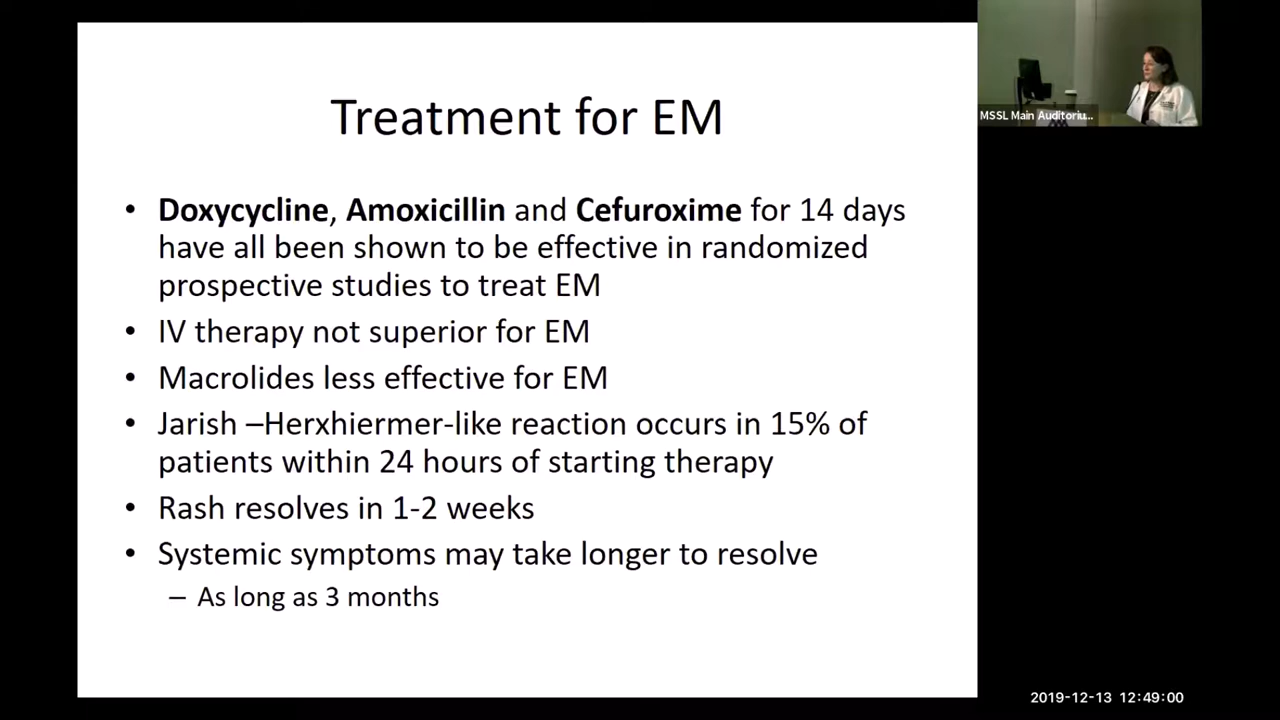 Treatment for EM
• Doxycycline, Amoxicillin and Cefuroxime for 14 days
have all been shown to be effective in randomized
prospective studies to treat EM
• IV therapy not superior for EM
• Macrolides less effective for EM
• Jarish –Herxhiermer-like reaction occurs in 15% of
patients within 24 hours of starting therapy
• Rash resolves in 1-2 weeks
• Systemic symptoms may take longer to resolve
– As long as 3 months
MSSL Main Auditoriu...
2019-12-13 12:49:00